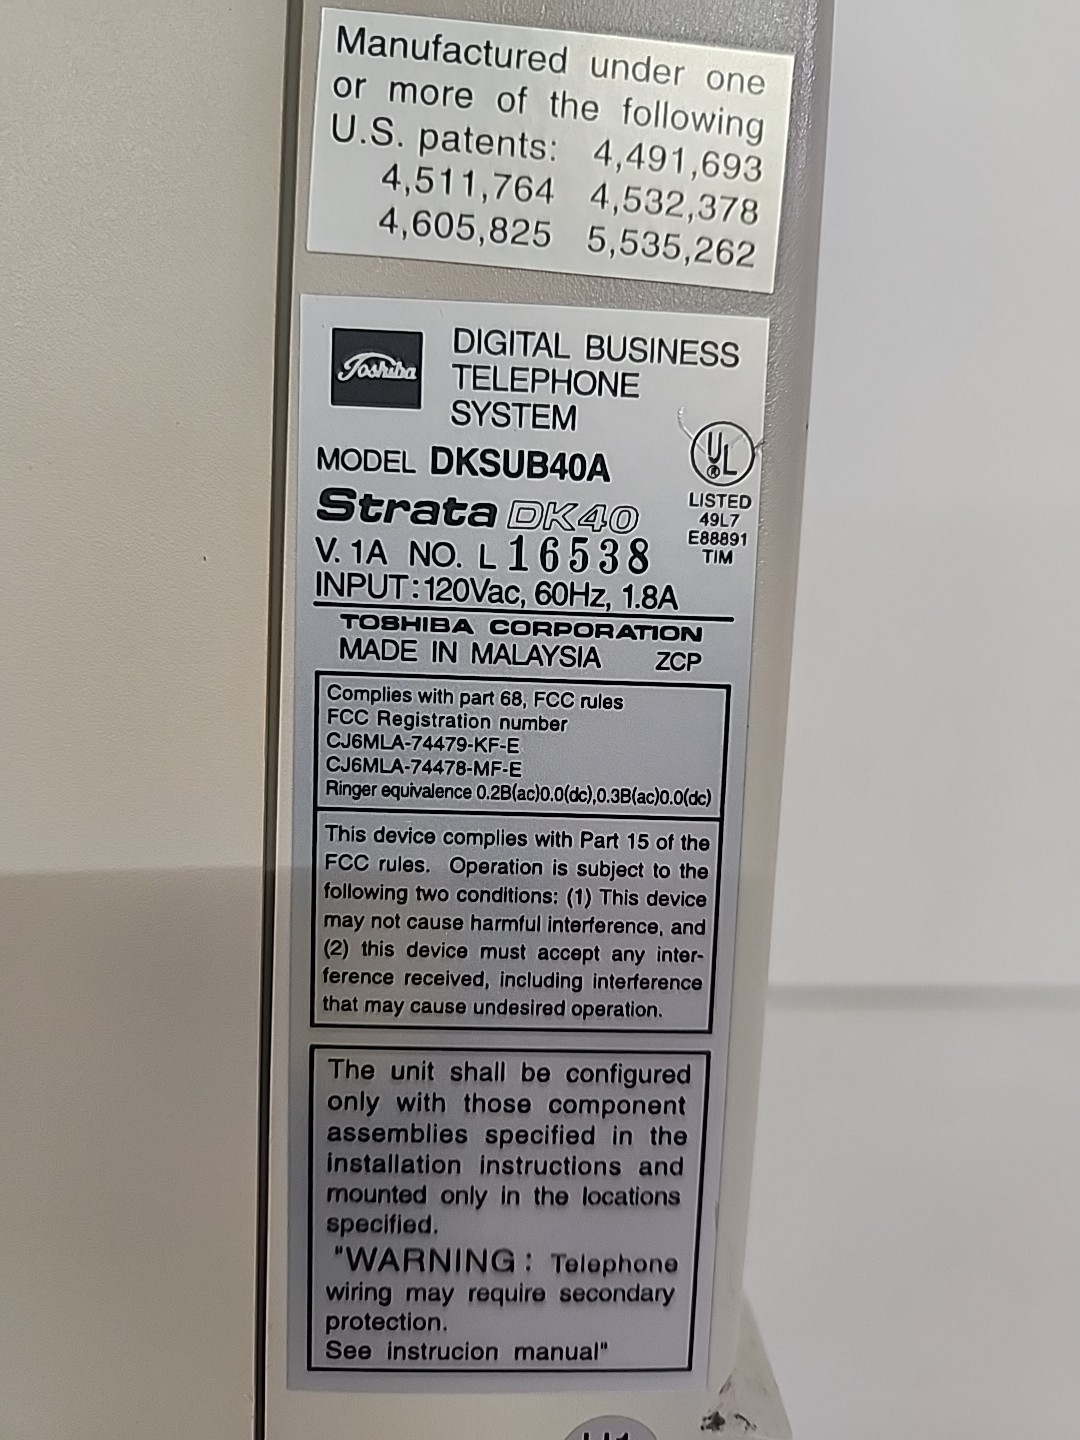 Manufactured under one
or more of the following
U.S. patents: 4,491,693
4,511,764 4,532,378
4,605,825 5,535,262
Toshiba
DIGITAL BUSINESS
TELEPHONE
SYSTEM
MODEL DKSUB40A
UL
®
LISTED
49L7
E88891
TIM
Strata DK40
V. 1A NO. L 16538
INPUT: 120Vac, 60Hz, 1.8A
TOSHIBA CORPORATION
MADE IN MALAYSIA ZCP
Complies with part 68, FCC rules
FCC Registration number
CJ6MLA-74479-KF-E
CJ6MLA-74478-MF-E
Ringer equivalence 0.2B(ac)0.0(dc),0.3B(ac)0.0(dc)
This device complies with Part 15 of the
FCC rules. Operation is subject to the
following two conditions: (1) This device
may not cause harmful interference, and
(2) this device must accept any inter-
ference received, including interference
that may cause undesired operation.
The unit shall be configured
only with those component
assemblies specified in the
installation instructions and
mounted only in the locations
specified.
"WARNING: Telephone
wiring may require secondary
protection.
See instrucion manual"